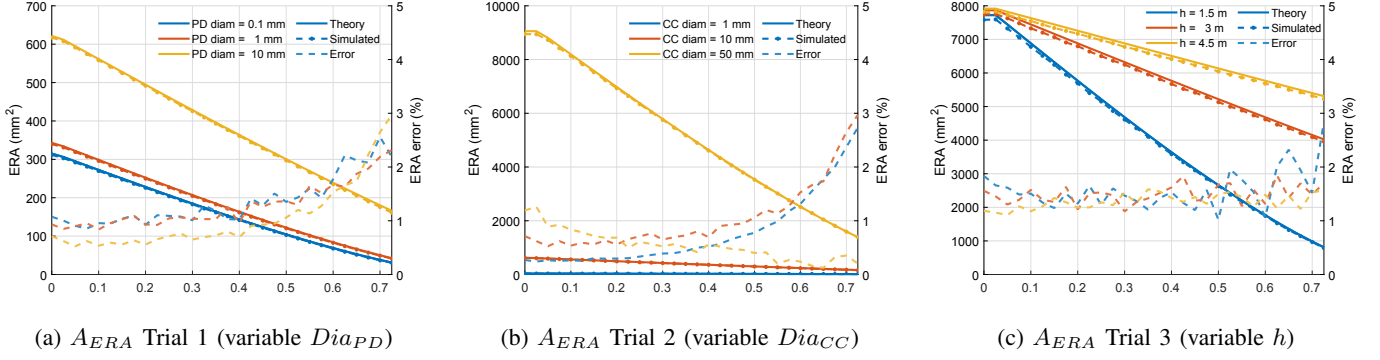 700
600
500
400
300
200
100
0
ERA (mm²)
PD diam = 0.1 mm
PD diam = 1 mm
PD diam = 10 mm
Theory
Simulated
Error
5
4
3
2
1
0
ERA error (%)
0 0.1 0.2 0.3 0.4 0.5 0.6 0.7
(a) A_ERA Trial 1 (variable Dia_PD)
10000
8000
6000
4000
2000
0
ERA (mm²)
CC diam = 1 mm
CC diam = 10 mm
CC diam = 50 mm
Theory
Simulated
Error
5
4
3
2
1
0
ERA error (%)
0 0.1 0.2 0.3 0.4 0.5 0.6 0.7
(b) A_ERA Trial 2 (variable Dia_CC)
8000
7000
6000
5000
4000
3000
2000
1000
0
ERA (mm²)
h = 1.5 m
h = 3 m
h = 4.5 m
Theory
Simulated
Error
5
4
3
2
1
0
ERA error (%)
0 0.1 0.2 0.3 0.4 0.5 0.6 0.7
(c) A_ERA Trial 3 (variable h)